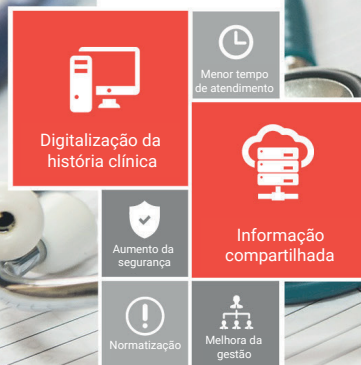 Menor tempo
de atendimento
Digitalização da
história clínica
Informação
compartilhada
Aumento da
segurança
Normatização
Melhora da
gestão